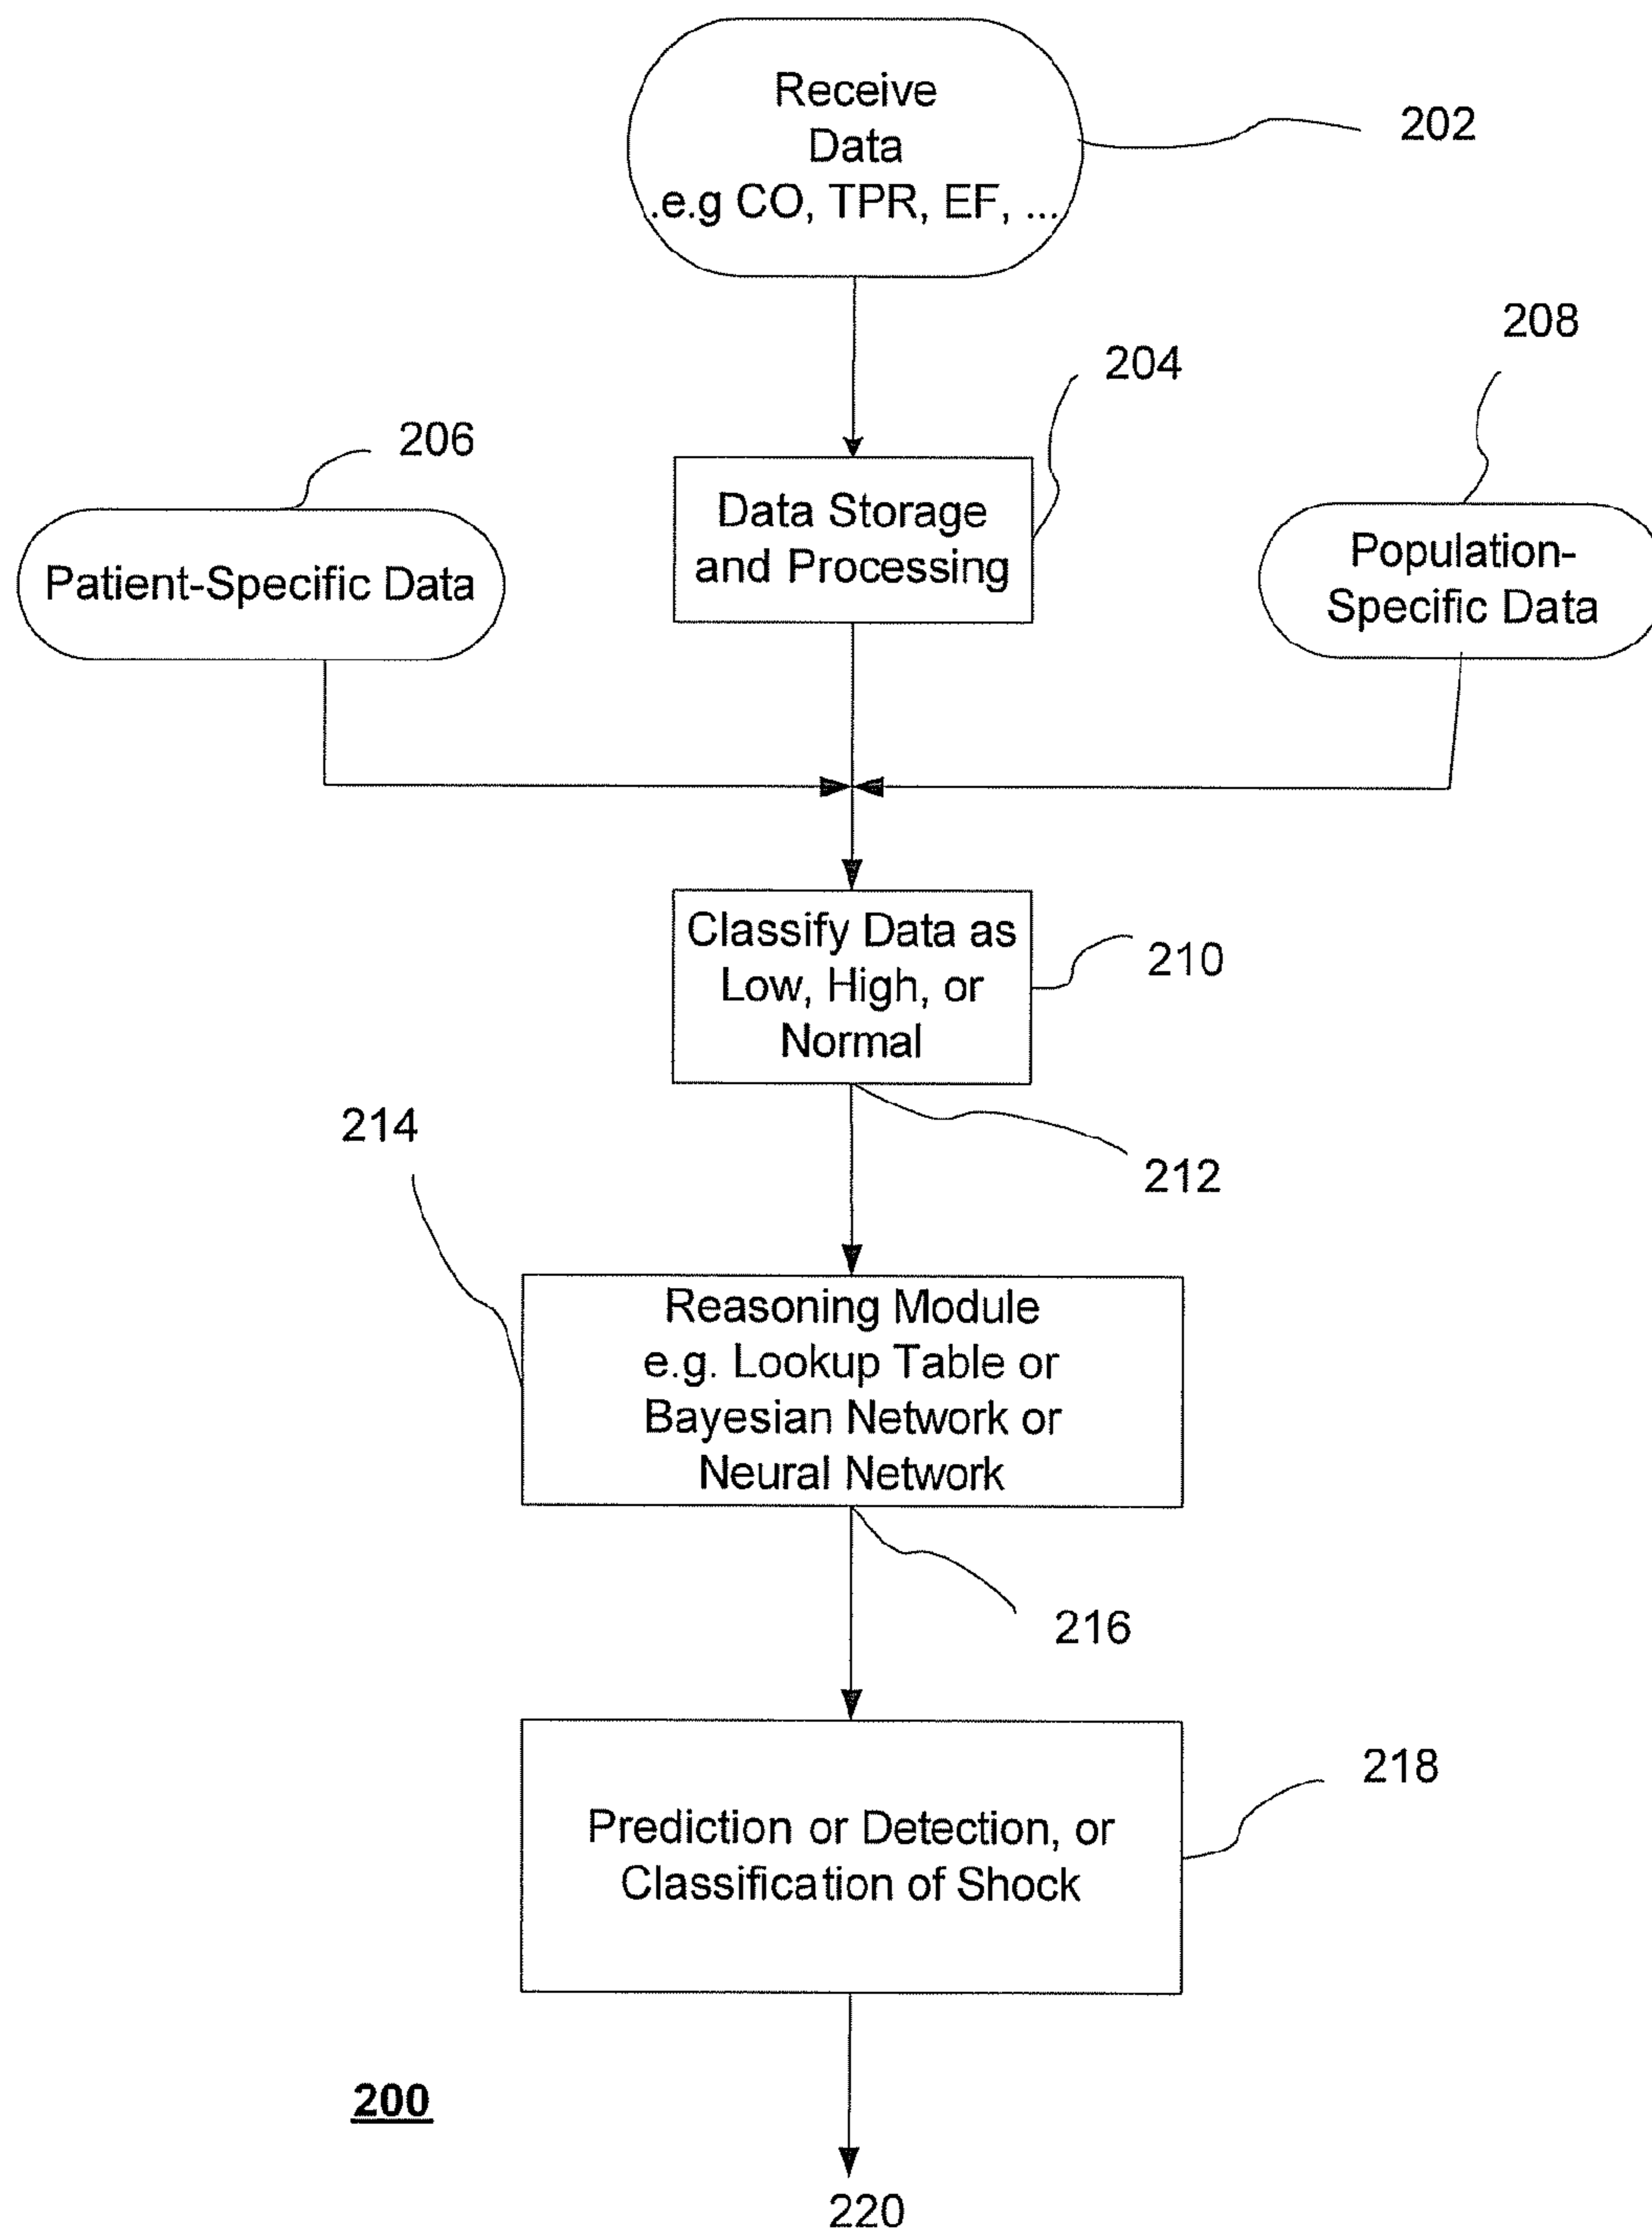 Receive
Data
.e.g CO, TPR, EF, ...
202
208
204
206
Data Storage
and Processing
Patient-Specific Data
Population-
Specific Data
Classify Data as
Low, High, or
Normal
210
214
212
Reasoning Module
e.g. Lookup Table or
Bayesian Network or
Neural Network
216
218
Prediction or Detection, or
Classification of Shock
200
220